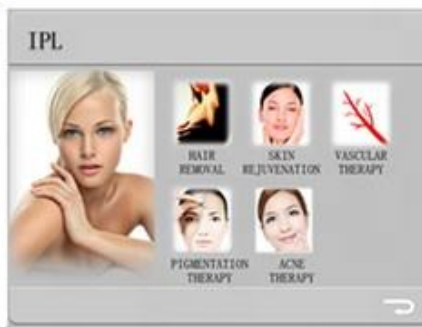 IPL
HAIR
REMOVAL
SKIN
REJUVENATION
VASCULAR
THERAPY
PIGMENTATION
THERAPY
ACNE
THERAPY